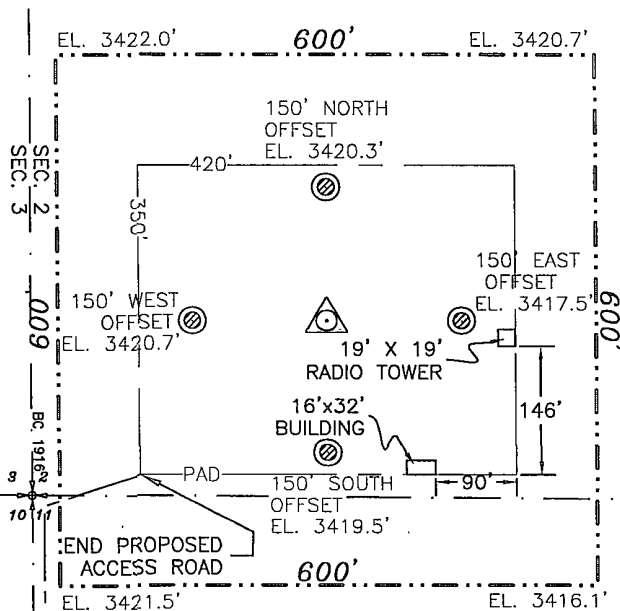 EL. 3422.0'
600'
EL. 3420.7'
150' NORTH
OFFSET
EL. 3420.3'
420'
350'
SEC. 2
SEC. 3
150' WEST
OFFSET
EL. 3420.7'
150' EAST
OFFSET
EL. 3417.5'
600'
600'
19' X 19'
RADIO TOWER
16'x32'
BUILDING
146'
BC 1916
3 2
10 11
PAD
90'
150' SOUTH
OFFSET
EL. 3419.5'
END PROPOSED
ACCESS ROAD
600'
EL. 3421.5'
EL. 3416.1'